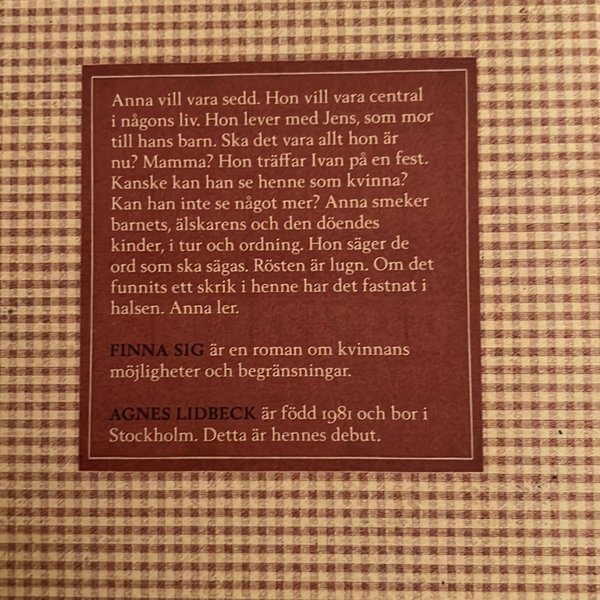 Anna vill vara sedd. Hon vill vara central
i någons liv. Hon lever med Jens, som mor
till hans barn. Ska det vara allt hon är
nu? Mamma? Hon träffar Ivan på en fest.
Kanske kan han se henne som kvinna?
Kan han inte se något mer? Anna smeker
barnets, älskarens och den döendes
kinder, i tur och ordning. Hon säger de
ord som ska sägas. Rösten är lugn. Om det
funnits ett skrik i henne har det fastnat i
halsen. Anna ler.
FINNA SIG är en roman om kvinnans
möjligheter och begränsningar.
AGNES LIDBECK är född 1981 och bor i
Stockholm. Detta är hennes debut.